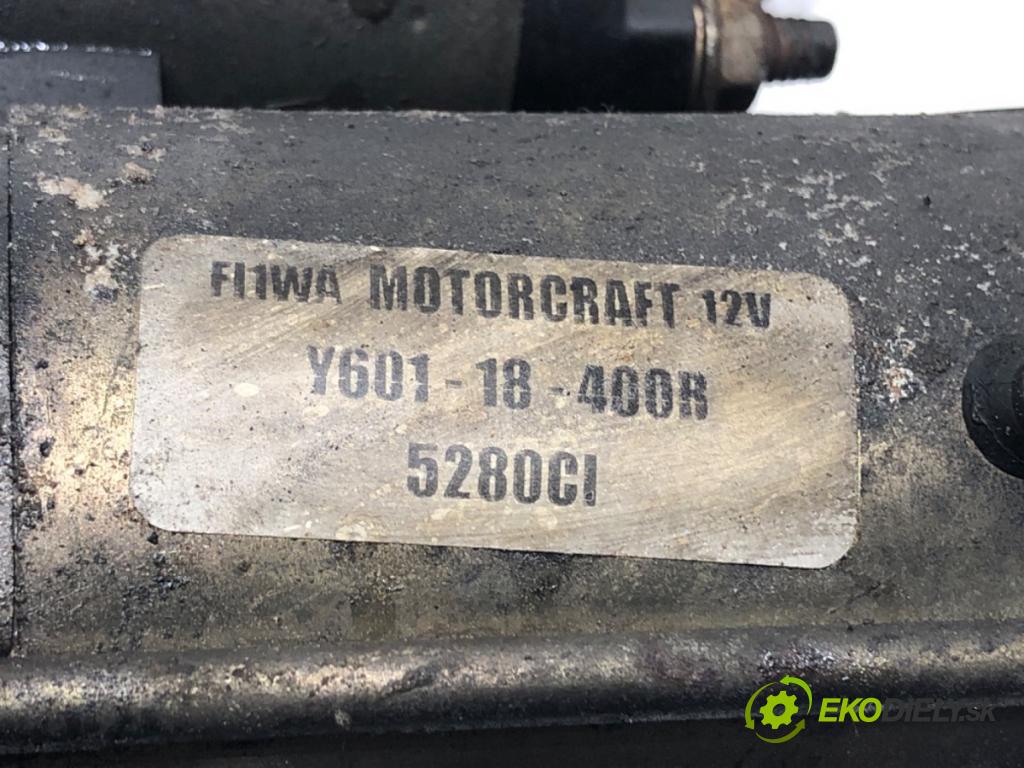 FI1WA MOTORCRAFT 12V
Y601-18-400R
5280CI
EKODIELY.SK